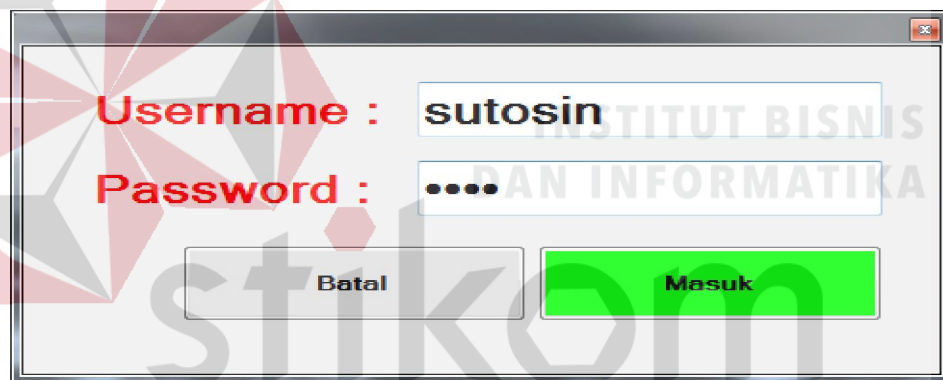 Username : sutosin
INSTITUT BISNIS
Password : ••••
DAN INFORMATIKA
Batal Masuk
stikom